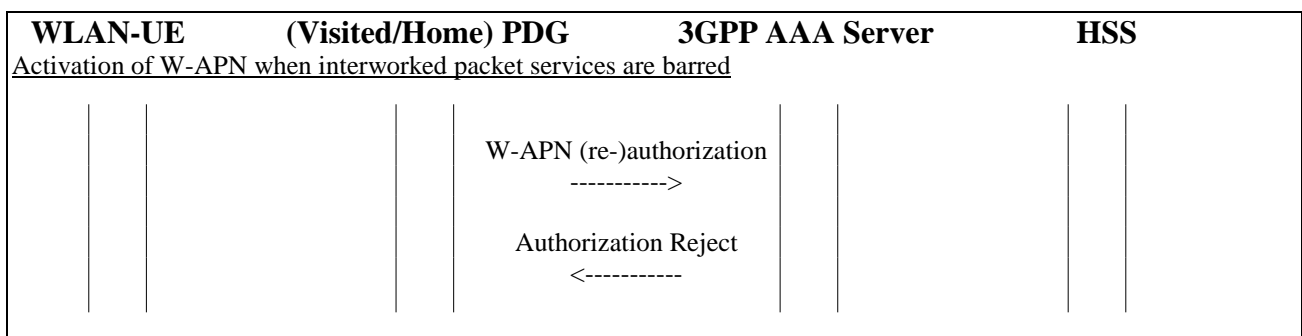 WLAN-UE (Visited/Home) PDG 3GPP AAA Server HSS
Activation of W-APN when interworked packet services are barred
W-APN (re-)authorization
----------->
Authorization Reject
<-----------